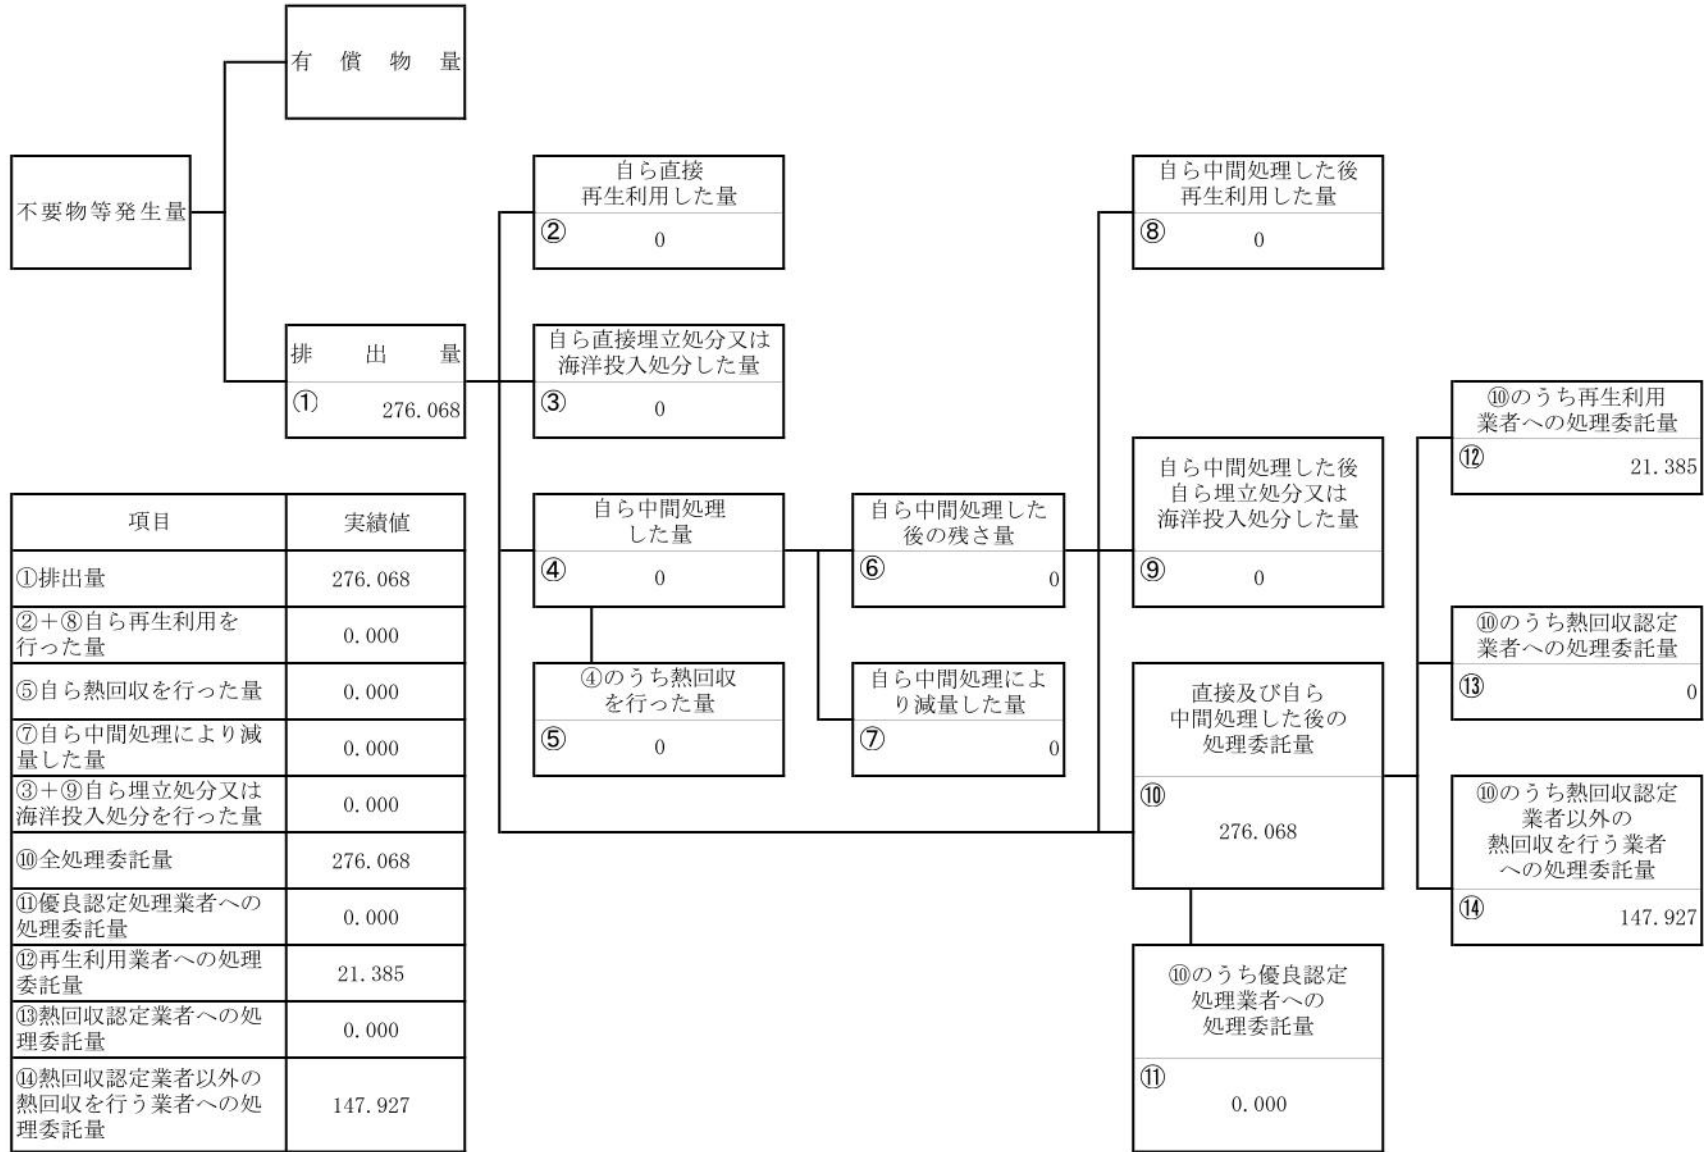 有償物量
不要物等発生量
排出量
① 276.068
自ら直接
再生利用した量
② 0
自ら直接埋立処分又は
海洋投入処分した量
③ 0
自ら中間処理
した量
④ 0
④のうち熱回収
を行った量
⑤ 0
自ら中間処理した
後の残さ量
⑥ 0
自ら中間処理によ
り減量した量
⑦ 0
自ら中間処理した後
再生利用した量
⑧ 0
自ら中間処理した後
自ら埋立処分又は
海洋投入処分した量
⑨ 0
直接及び自ら
中間処理した後の
処理委託量
⑩
276.068
⑩のうち優良認定
処理業者への
処理委託量
⑪
0.000
⑩のうち再生利用
業者への処理委託量
⑫ 21.385
⑩のうち熱回収認定
業者への処理委託量
⑬ 0
⑩のうち熱回収認定
業者以外の
熱回収を行う業者
への処理委託量
⑭ 147.927
項目 実績値
①排出量 276.068
②+⑧自ら再生利用を
行った量 0.000
⑤自ら熱回収を行った量 0.000
⑦自ら中間処理により減
量した量 0.000
③+⑨自ら埋立処分又は
海洋投入処分を行った量 0.000
⑩全処理委託量 276.068
⑪優良認定処理業者への
処理委託量 0.000
⑫再生利用業者への処理
委託量 21.385
⑬熱回収認定業者への処
理委託量 0.000
⑭熱回収認定業者以外の
熱回収を行う業者への処
理委託量 147.927